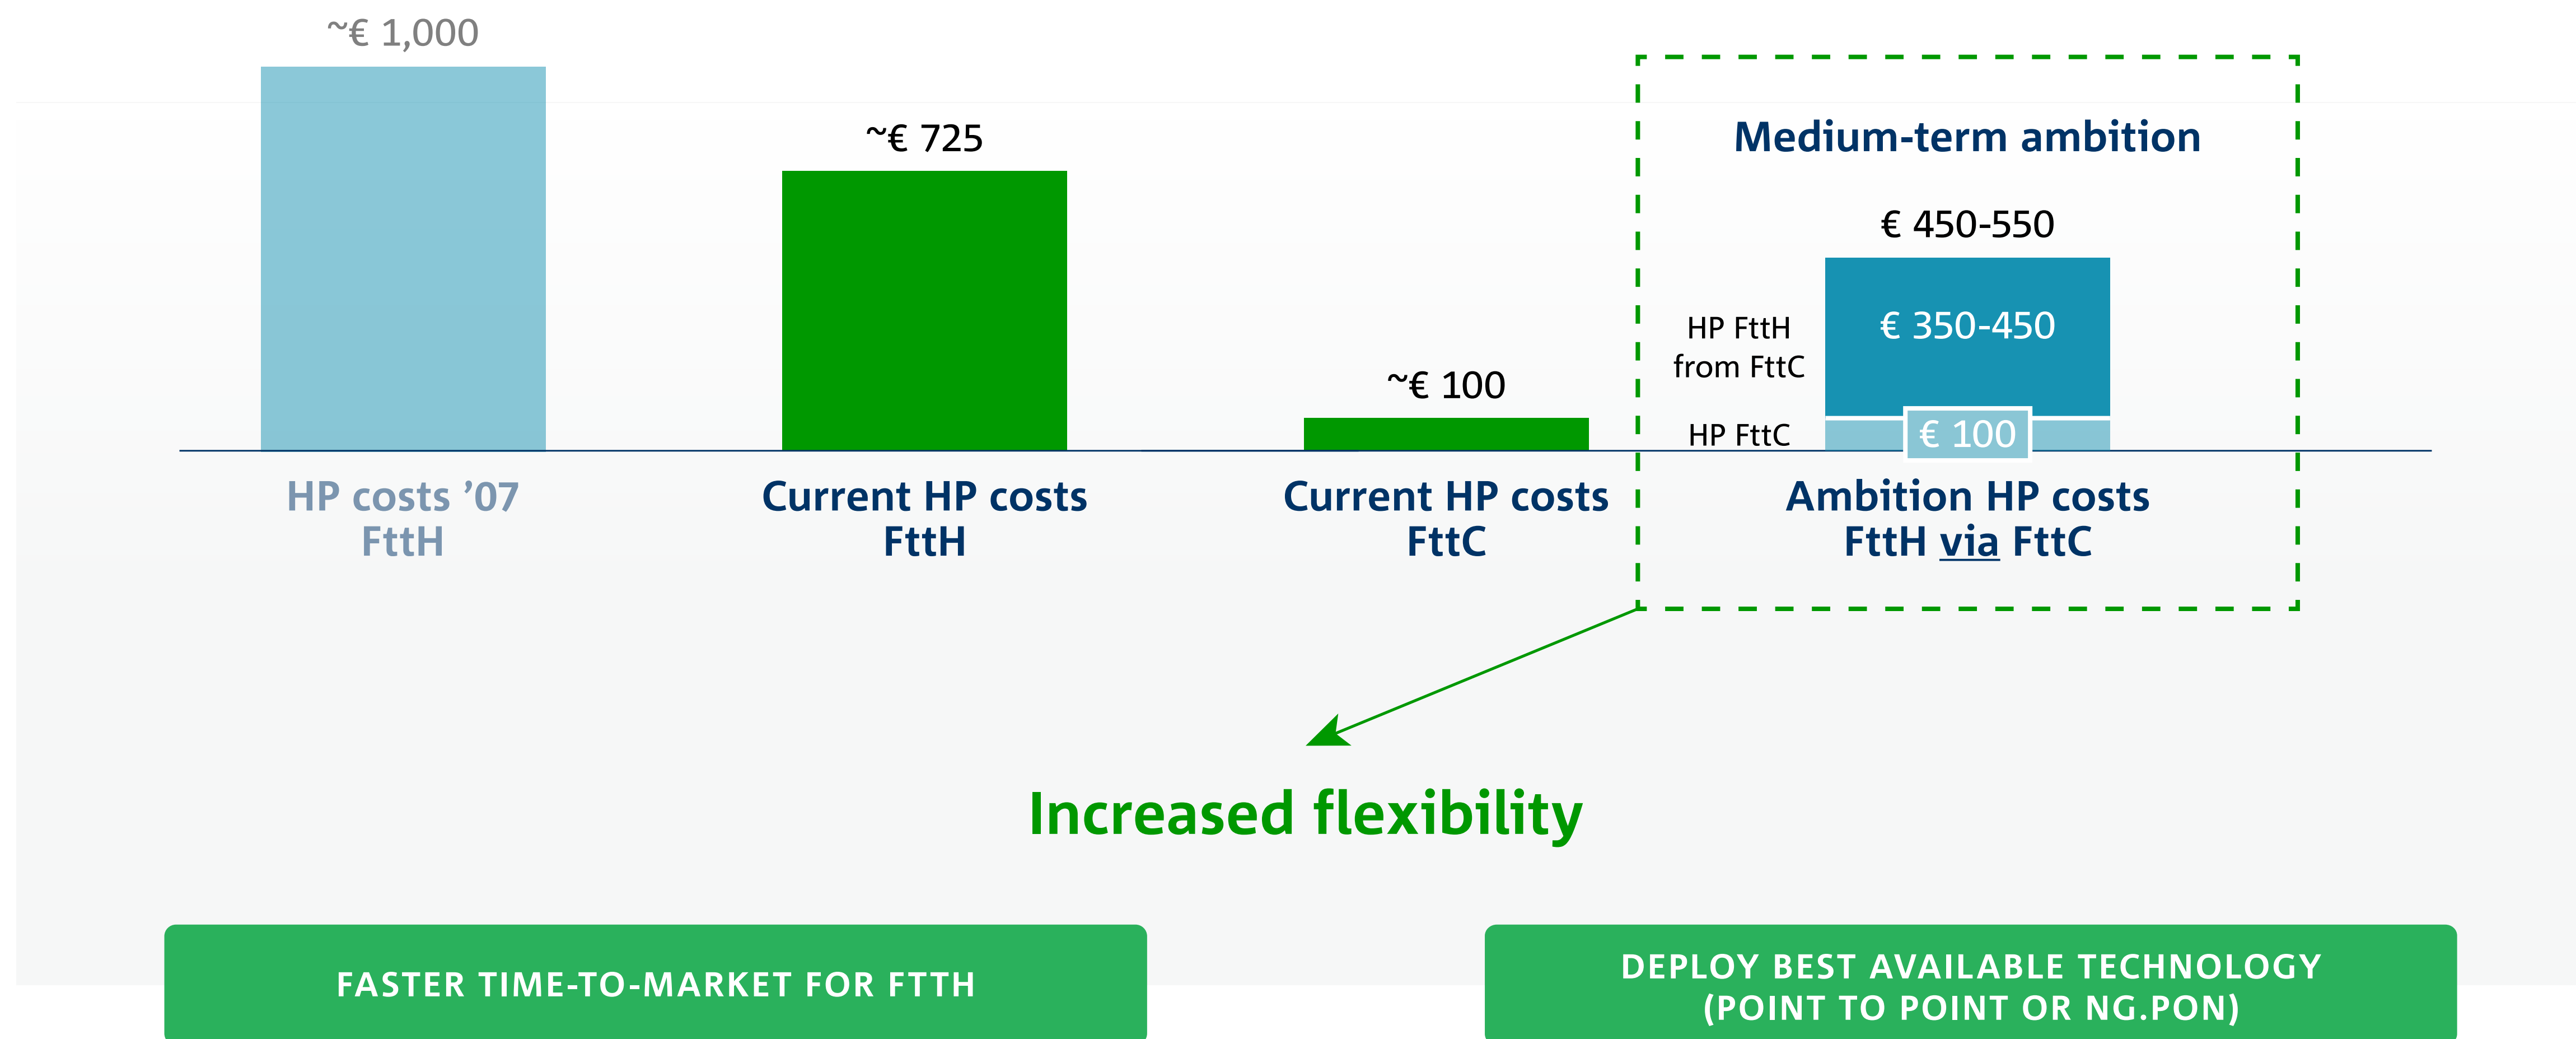 ~€ 1,000
~€ 725
~€ 100
Medium-term ambition
€ 450-550
HP FttH
from FttC
€ 350-450
HP FttC
€ 100
HP costs ’07
FttH
Current HP costs
FttH
Current HP costs
FttC
Ambition HP costs
FttH via FttC
Increased flexibility
FASTER TIME-TO-MARKET FOR FTTH
DEPLOY BEST AVAILABLE TECHNOLOGY
(POINT TO POINT OR NG.PON)